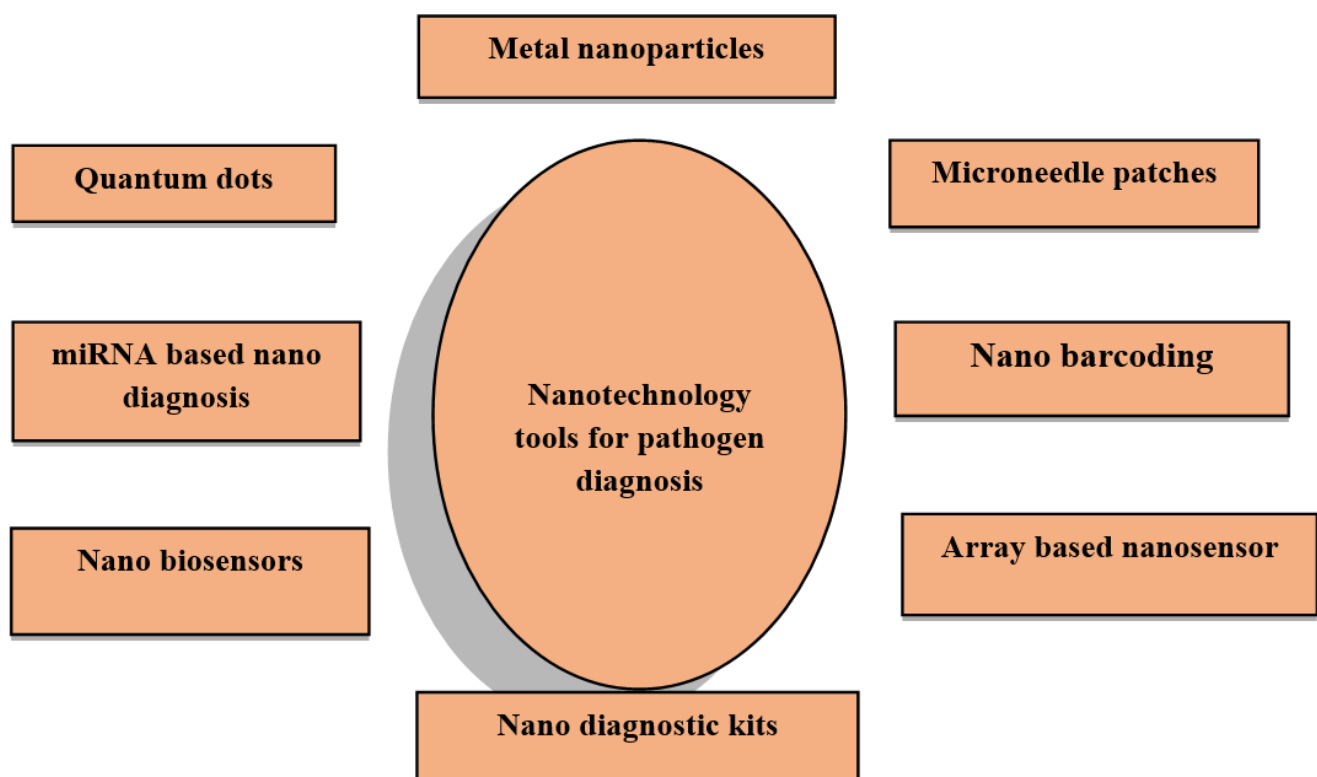 Metal nanoparticles
Quantum dots
Microneedle patches
miRNA based nano
diagnosis
Nano barcoding
Nanotechnology
tools for pathogen
diagnosis
Nano biosensors
Array based nanosensor
Nano diagnostic kits